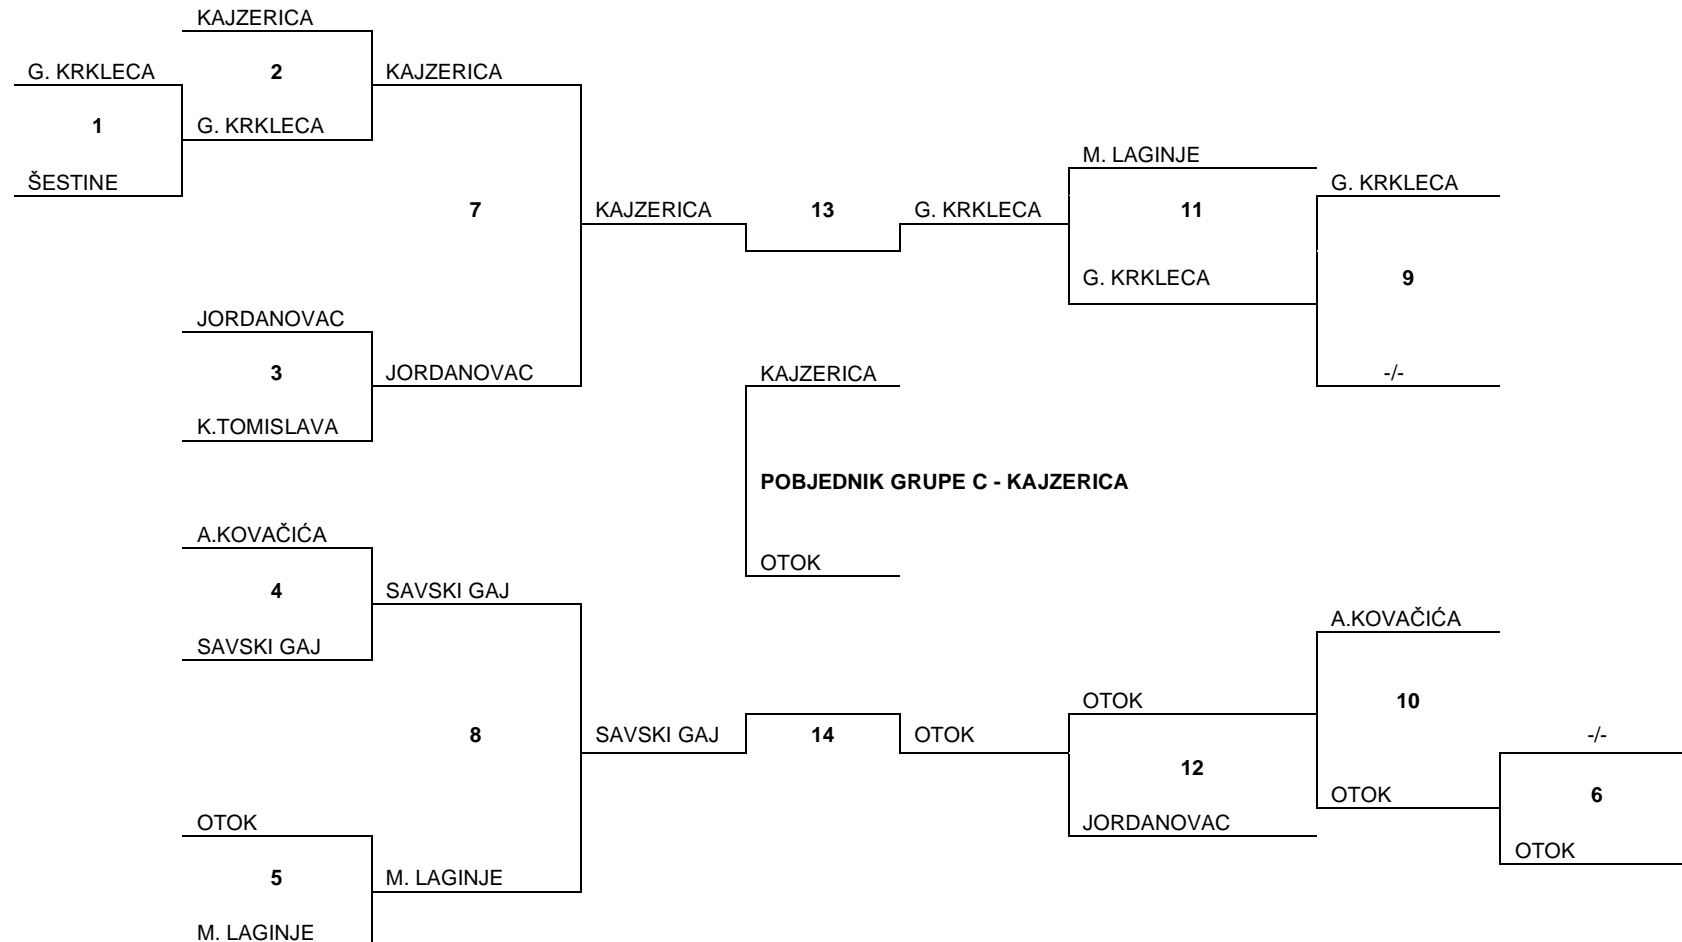 KAJZERICA
G. KRKLECA
2
KAJZERICA
1
G. KRKLECA
M. LAGINJE
ŠESTINE
G. KRKLECA
7
KAJZERICA
13
G. KRKLECA
11
G. KRKLECA
9
JORDANOVAC
3
JORDANOVAC
KAJZERICA
-/-
K.TOMISLAVA
POBJEDNIK GRUPE C - KAJZERICA
A.KOVAČIĆA
OTOK
4
SAVSKI GAJ
A.KOVAČIĆA
SAVSKI GAJ
OTOK
10
8
SAVSKI GAJ
14
OTOK
-/-
12
OTOK
6
OTOK
JORDANOVAC
OTOK
5
M. LAGINJE
M. LAGINJE